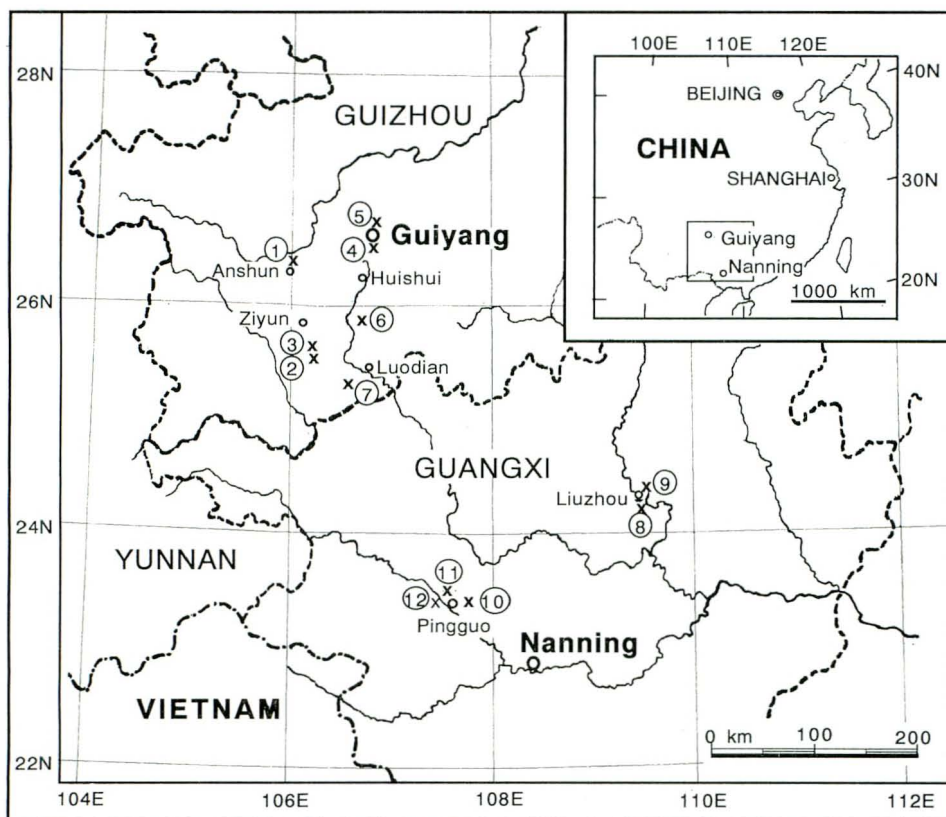 100E 110E 120E
28N
40N
BEIJING
GUIZHOU
CHINA
SHANGHAI
30N
⑤
Guiyang
① ④
Guiyang
Anshun
Huishui
Nanning
20N
26N
1000 km
Ziyun
⑥
③
②
Luodian
⑦
GUANGXI
⑨
Liuzhou
⑧
24N
YUNNAN
⑪
⑫ ⑩
Pingguo
Nanning
VIETNAM
0 km 100 200
22N
104E 106E 108E 110E 112E